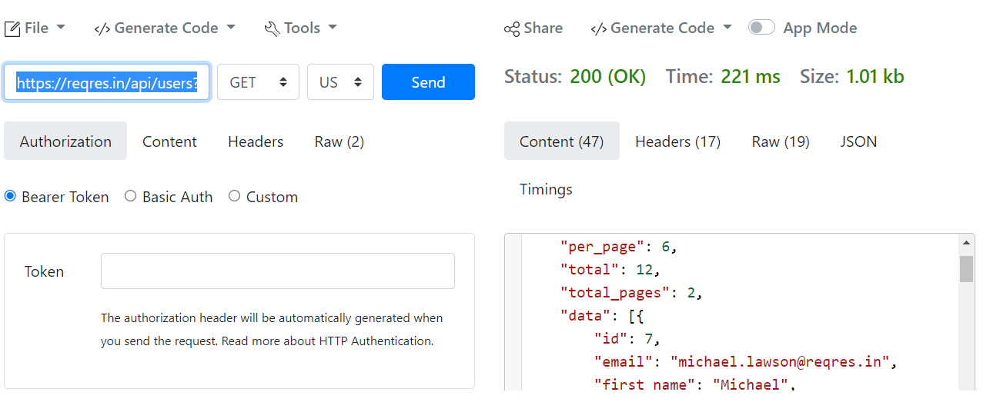 File
Generate Code
Tools
https://reqres.in/api/users?
GET
US
Send
Authorization
Content
Headers
Raw (2)
Bearer Token
Basic Auth
Custom
Token
The authorization header will be automatically generated when
you send the request. Read more about HTTP Authentication.
Share
Generate Code
App Mode
Status: 200 (OK)
Time: 221 ms
Size: 1.01 kb
Content (47)
Headers (17)
Raw (19)
JSON
Timings
"per_page": 6,
"total": 12,
"total_pages": 2,
"data": [{
"id": 7,
"email": "michael.lawson@reqres.in",
"first_name": "Michael",